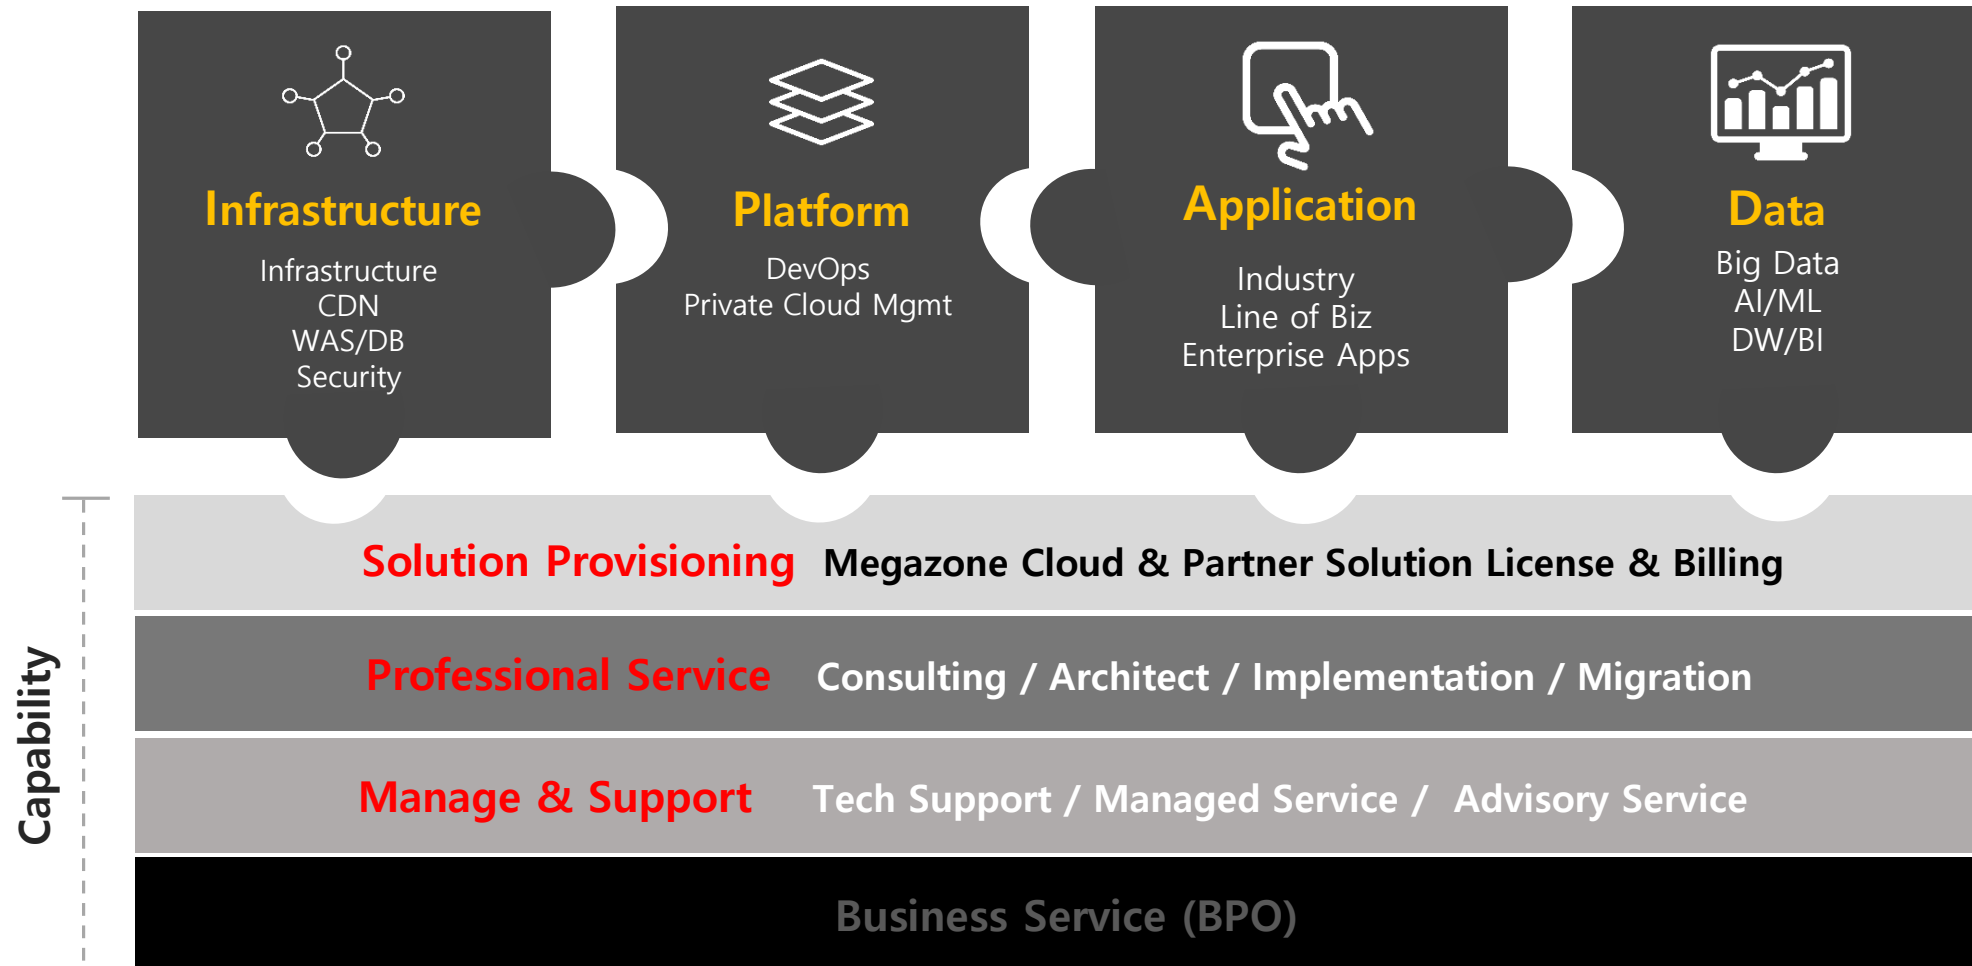 Infrastructure
Infrastructure
CDN
WAS/DB
Security
Platform
DevOps
Private Cloud Mgmt
Application
Industry
Line of Biz
Enterprise Apps
Data
Big Data
AI/ML
DW/BI
Capability
Solution Provisioning Megazone Cloud & Partner Solution License & Billing
Professional Service Consulting / Architect / Implementation / Migration
Manage & Support Tech Support / Managed Service / Advisory Service
Business Service (BPO)